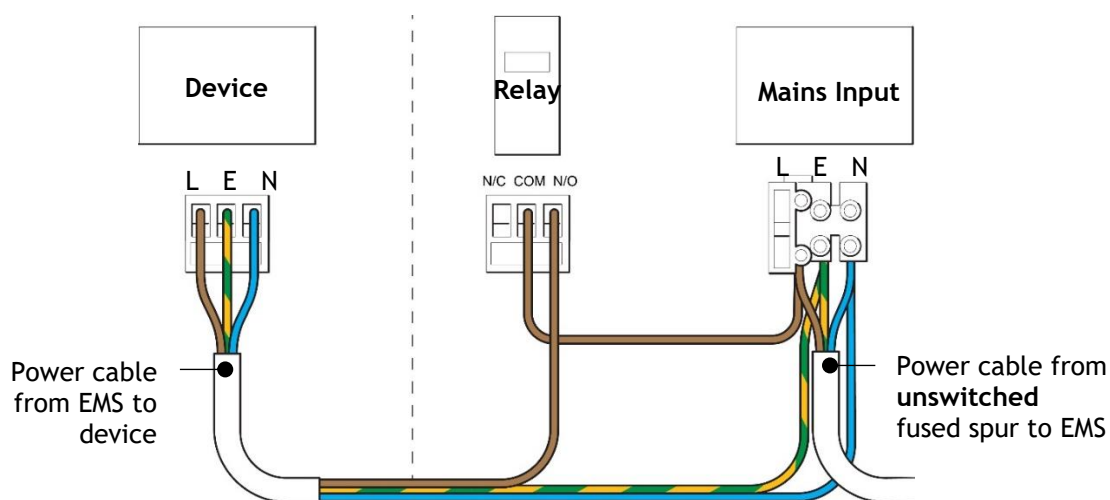 Device
Relay
Mains Input
L E N
N/C COM N/O
L E N
Power cable
from EMS to
device
Power cable from
unswitched
fused spur to EMS